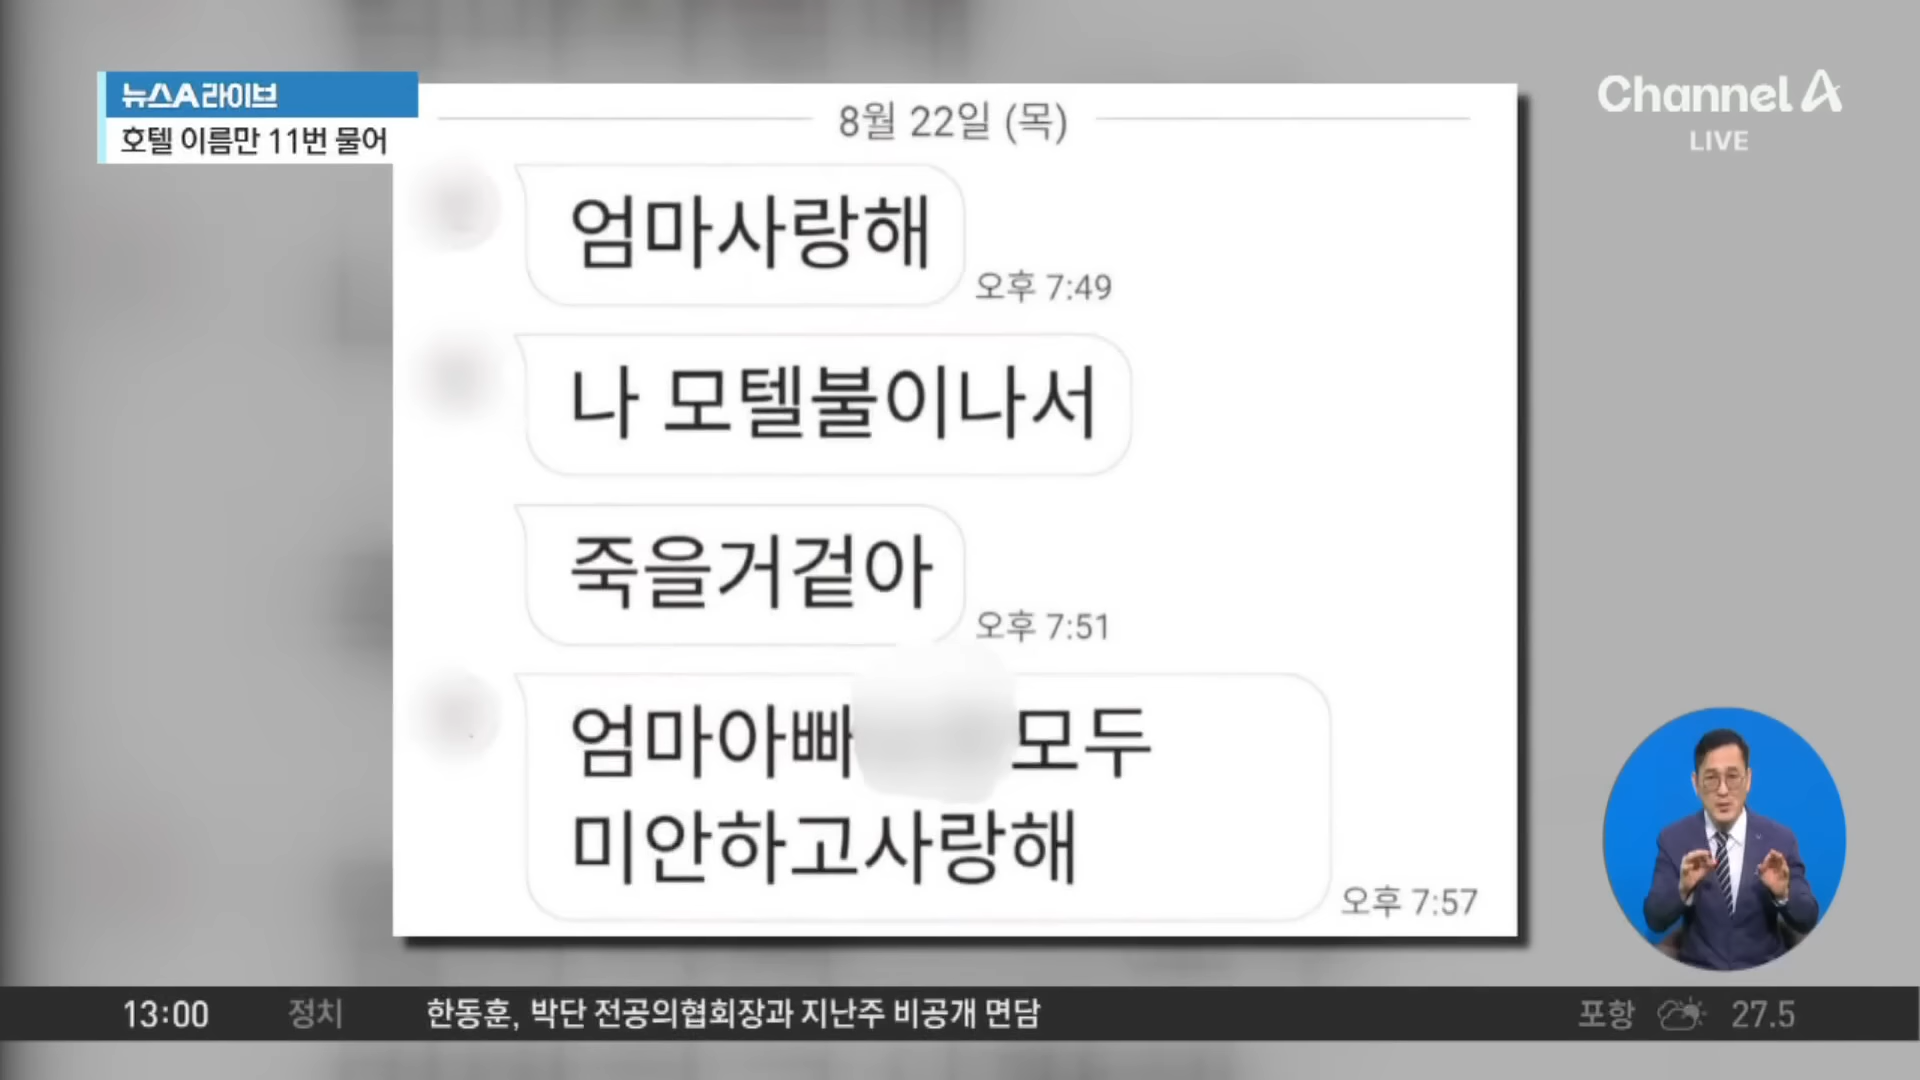 뉴스A라이브
호텔 이름만 11번 물어
Channel A
LIVE
8월 22일 (목)
엄마사랑해
오후 7:49
나 모텔불이나서
죽을거겉아
오후 7:51
엄마아빠 모두
미안하고사랑해
오후 7:57
13:00 정치 한동훈, 박단 전공의협회장과 지난주 비공개 면담 포항 27.5